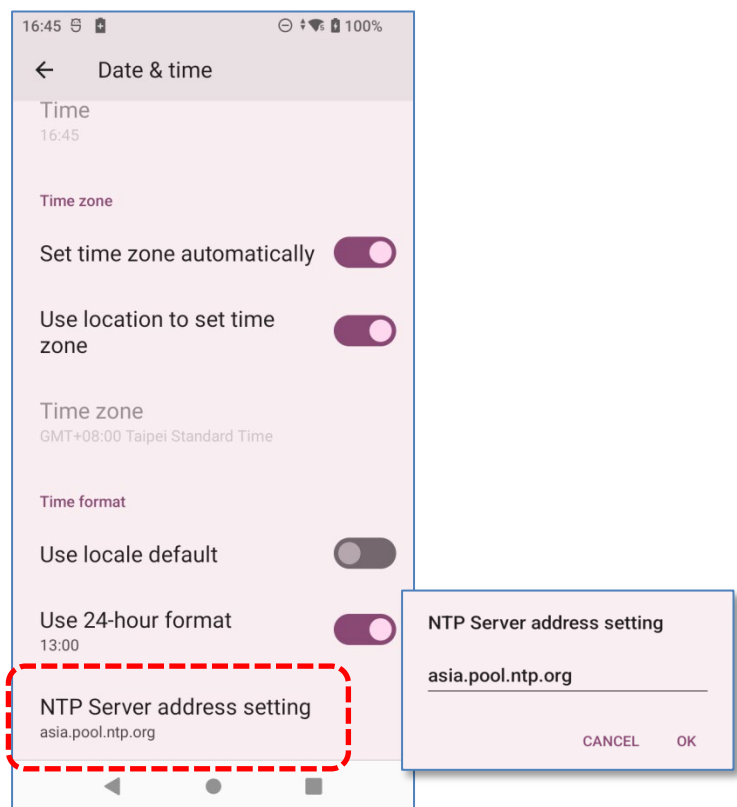 16:45 100%
Date & time
Time
16:45
Time zone
Set time zone automatically
Use location to set time
zone
Time zone
GMT+08:00 Taipei Standard Time
Time format
Use locale default
Use 24-hour format
13:00
NTP Server address setting
asia.pool.ntp.org
NTP Server address setting
asia.pool.ntp.org
CANCEL OK